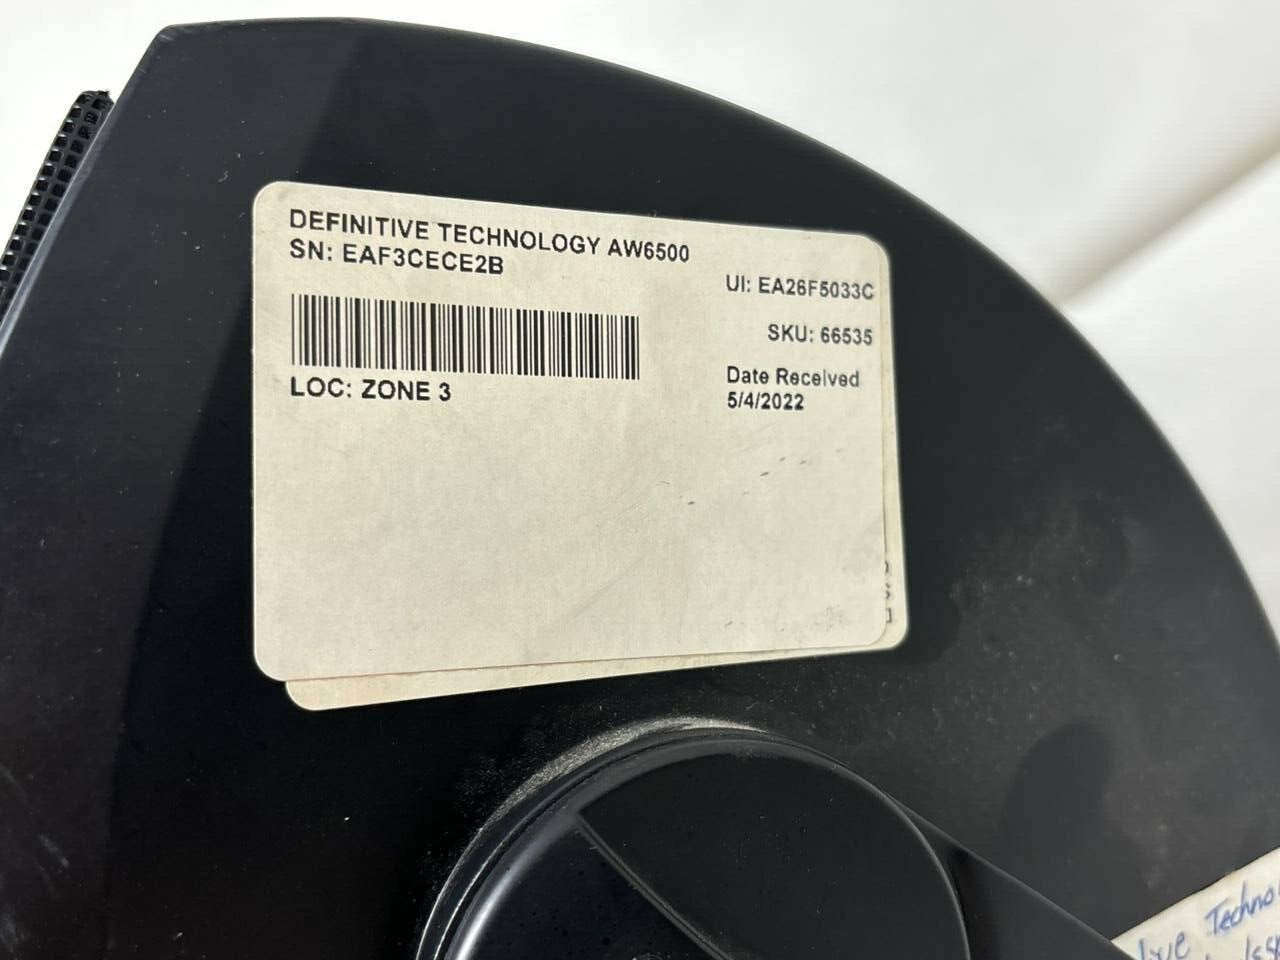 DEFINITIVE TECHNOLOGY AW6500
SN: EAF3CECE2B
UI: EA26F5033C
SKU: 66535
LOC: ZONE 3
Date Received
5/4/2022